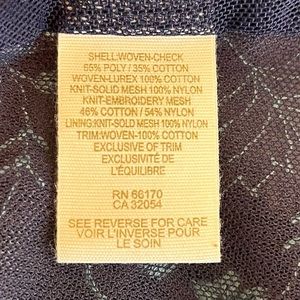 SHELL:WOVEN-CHECK
65% POLY / 35% COTTON
WOVEN-LUREX 100% COTTON
KNIT-SOLID MESH 100% NYLON
KNIT-EMBROIDERY MESH
46% COTTON / 54% NYLON
LINING:KNIT-SOLID MESH 100% NYLON
TRIM:WOVEN-100% COTTON
EXCLUSIVE OF TRIM
EXCLUSIVITÉ DE
L'ÉQUILIBRE
RN 66170
CA 32054
SEE REVERSE FOR CARE
VOIR L'INVERSE POUR
LE SOIN